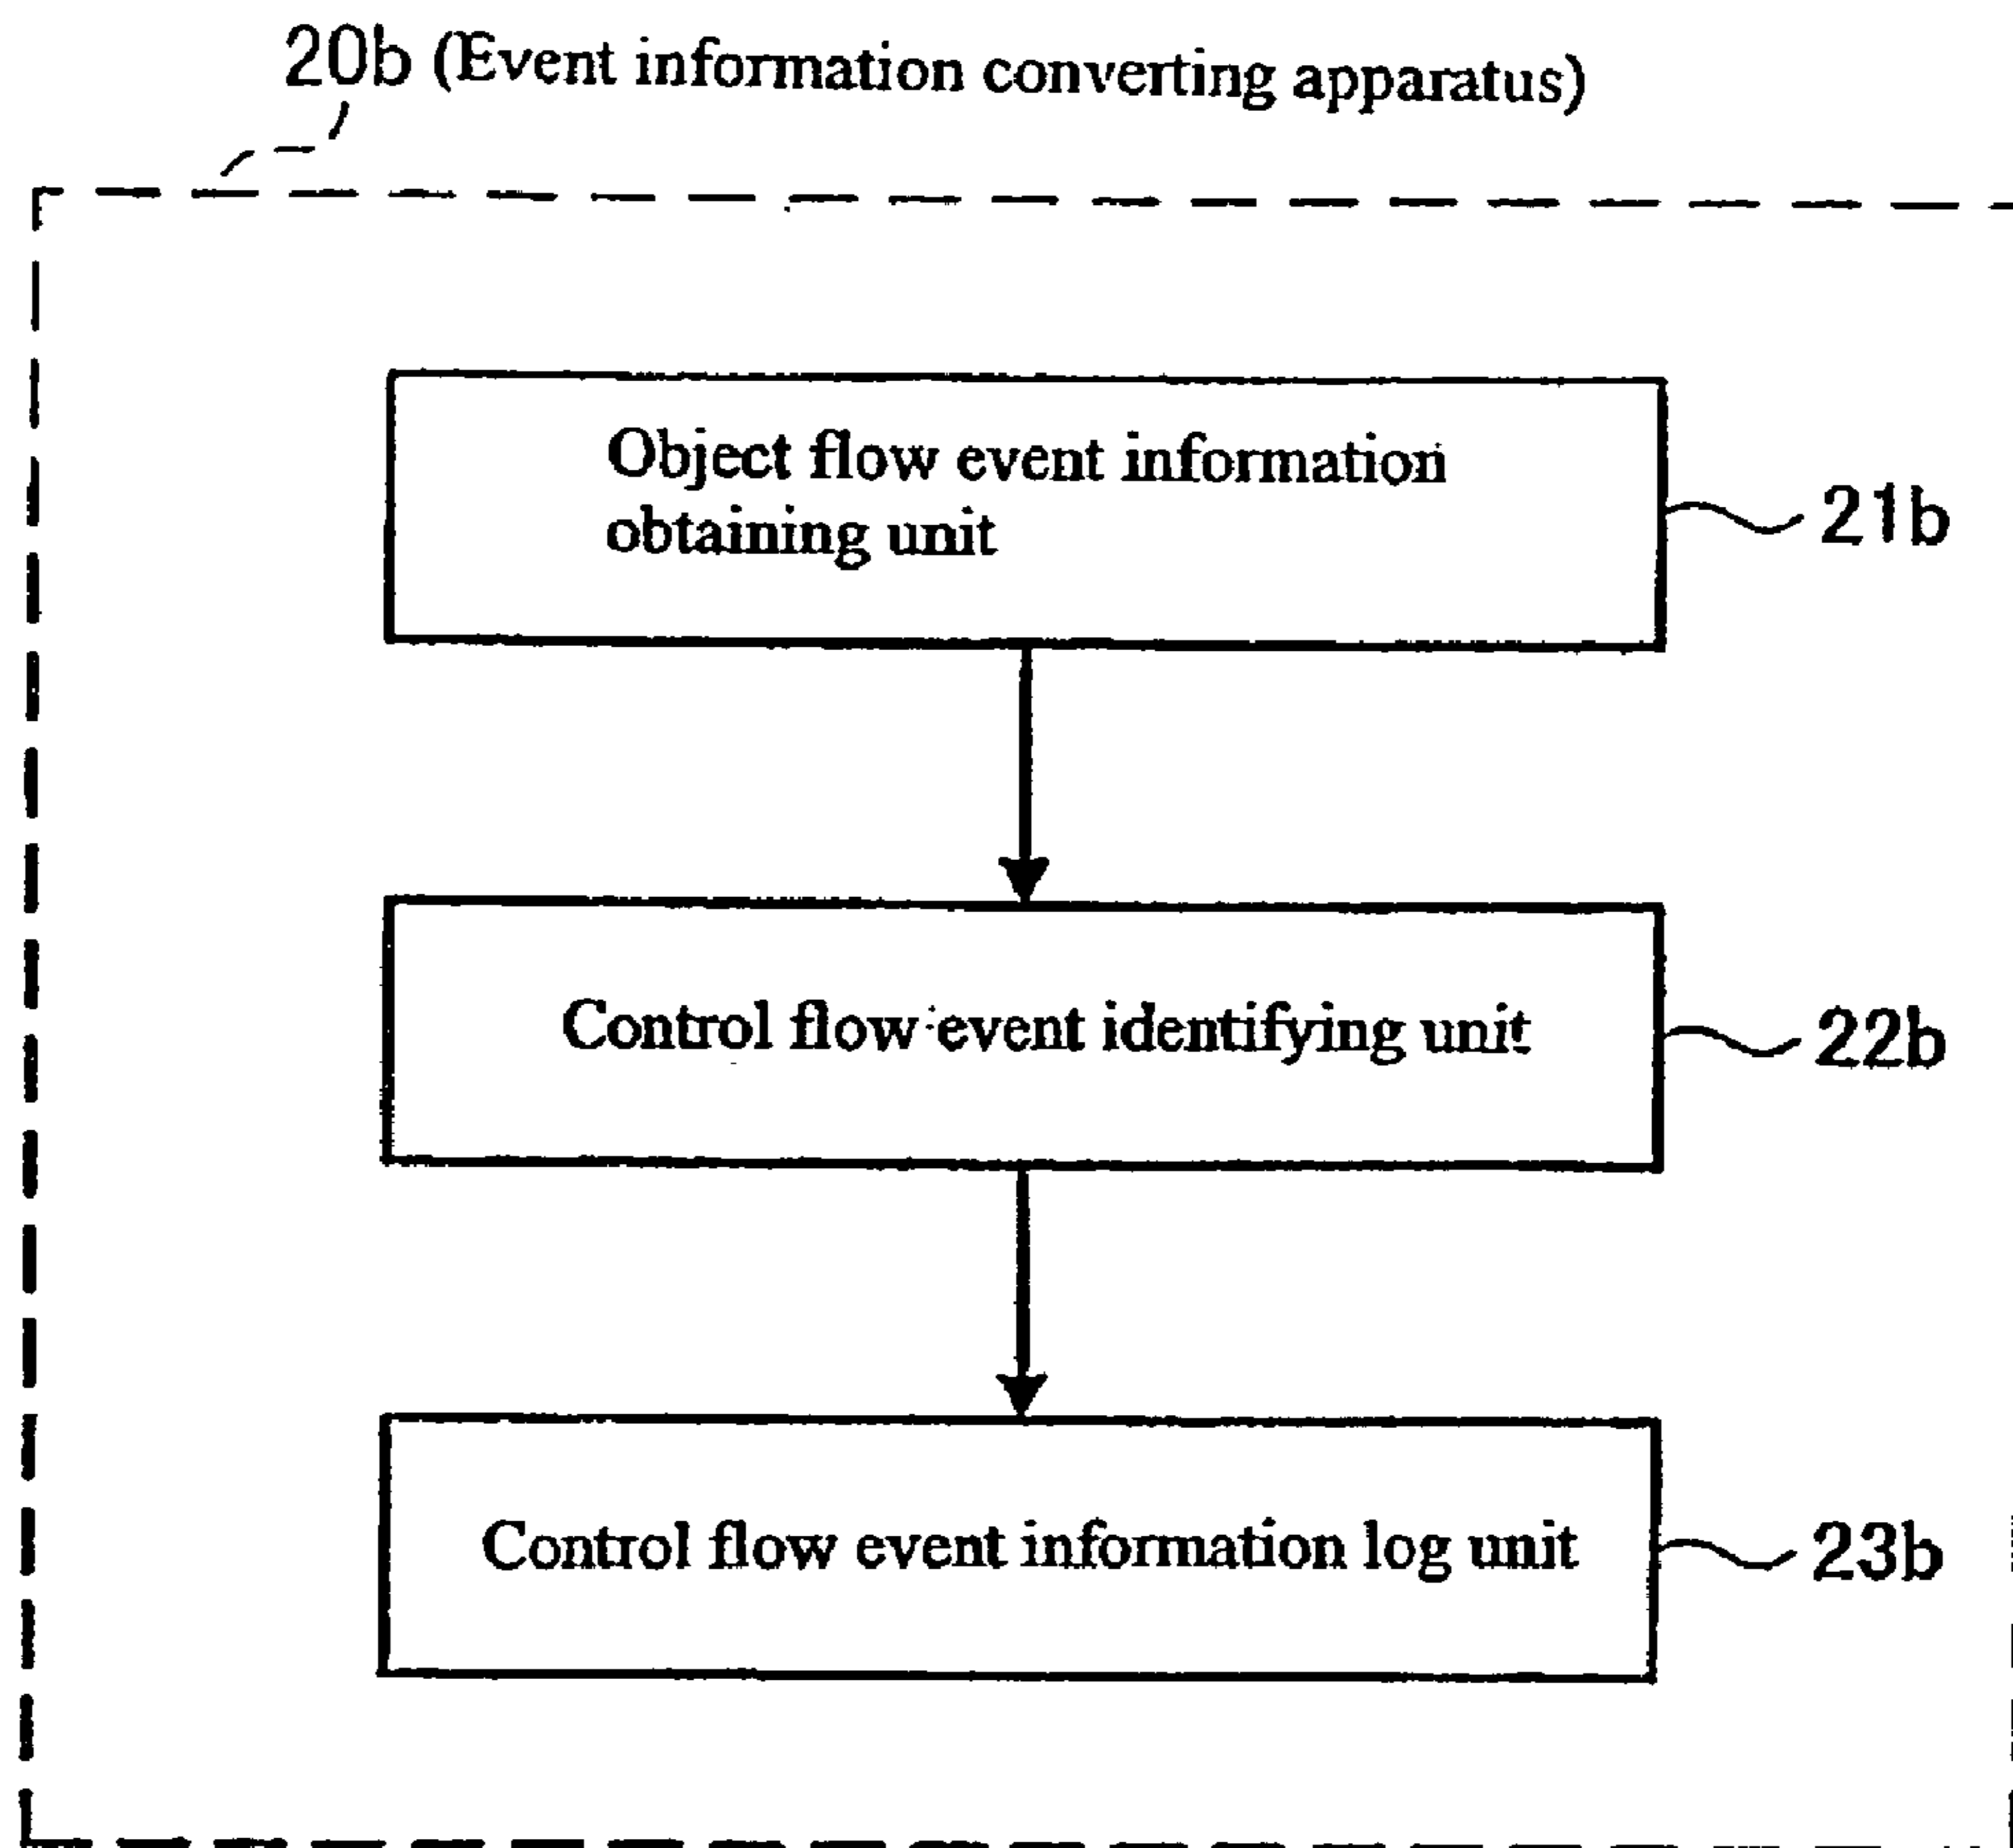 20b (Event information converting apparatus)
Object flow event information
obtaining unit
21b
Control flow event identifying unit
22b
Control flow event information log unit
23b